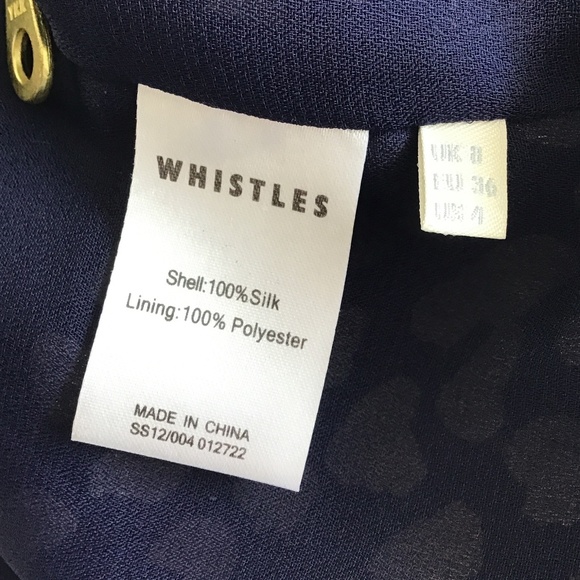 WHISTLES
Shell:100%Silk
Lining:100% Polyester
MADE IN CHINA
SS12/004 012722
UK 8
EU 36
US 4
YKK